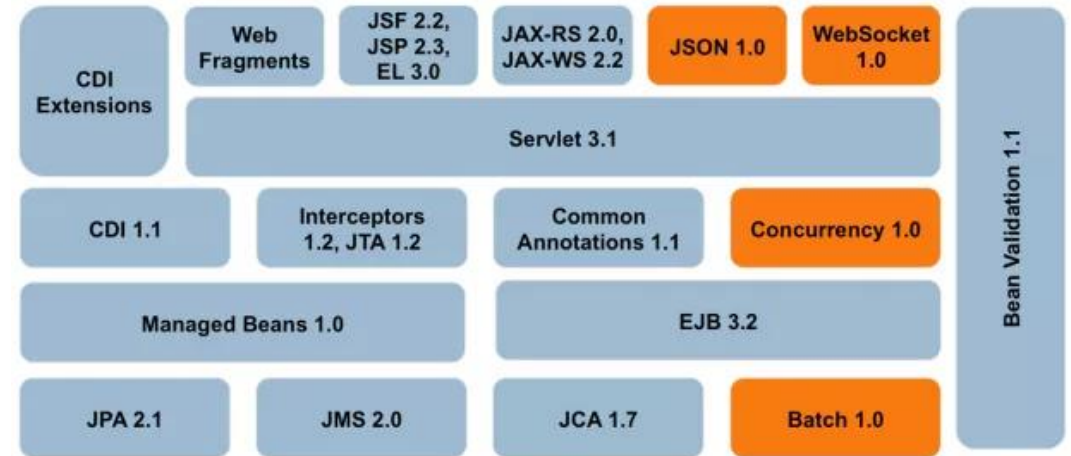 CDI
Extensions
Web
Fragments
JSF 2.2,
JSP 2.3,
EL 3.0
JAX-RS 2.0,
JAX-WS 2.2
JSON 1.0
WebSocket
1.0
Servlet 3.1
CDI 1.1
Interceptors
1.2, JTA 1.2
Common
Annotations 1.1
Concurrency 1.0
Managed Beans 1.0
EJB 3.2
JPA 2.1
JMS 2.0
JCA 1.7
Batch 1.0
Bean Validation 1.1